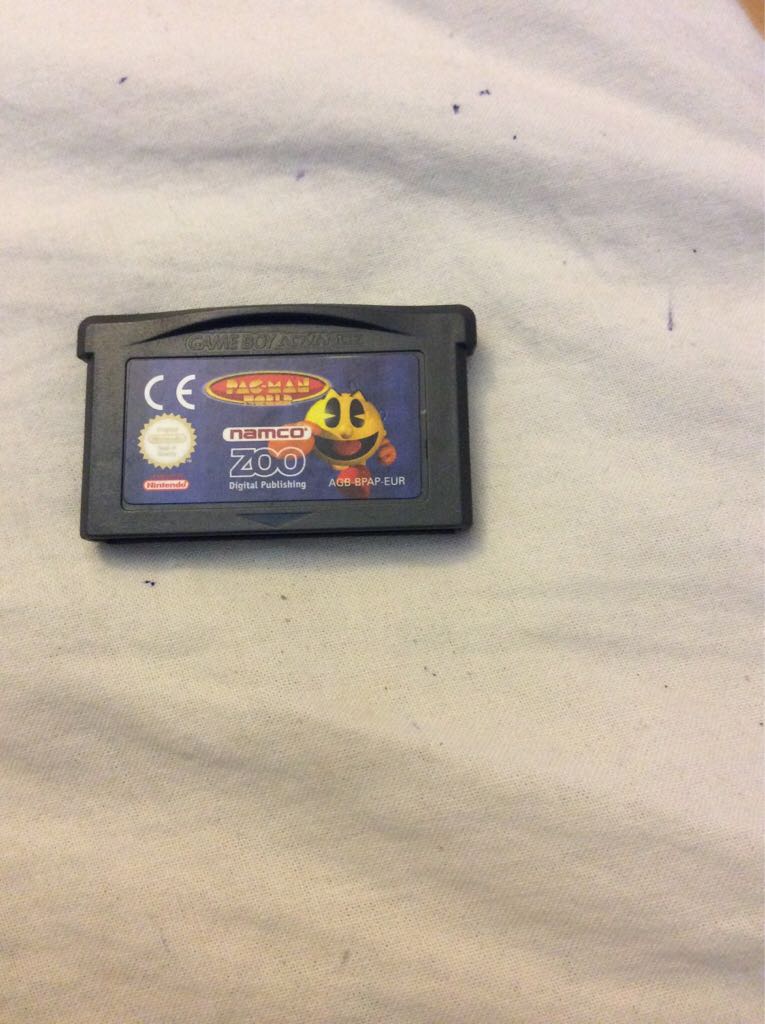 GAME BOY ADVANCE
CE
PAC-MAN
WORLD
namco
ZOO
Digital Publishing
Nintendo
AGB-BPAP-EUR